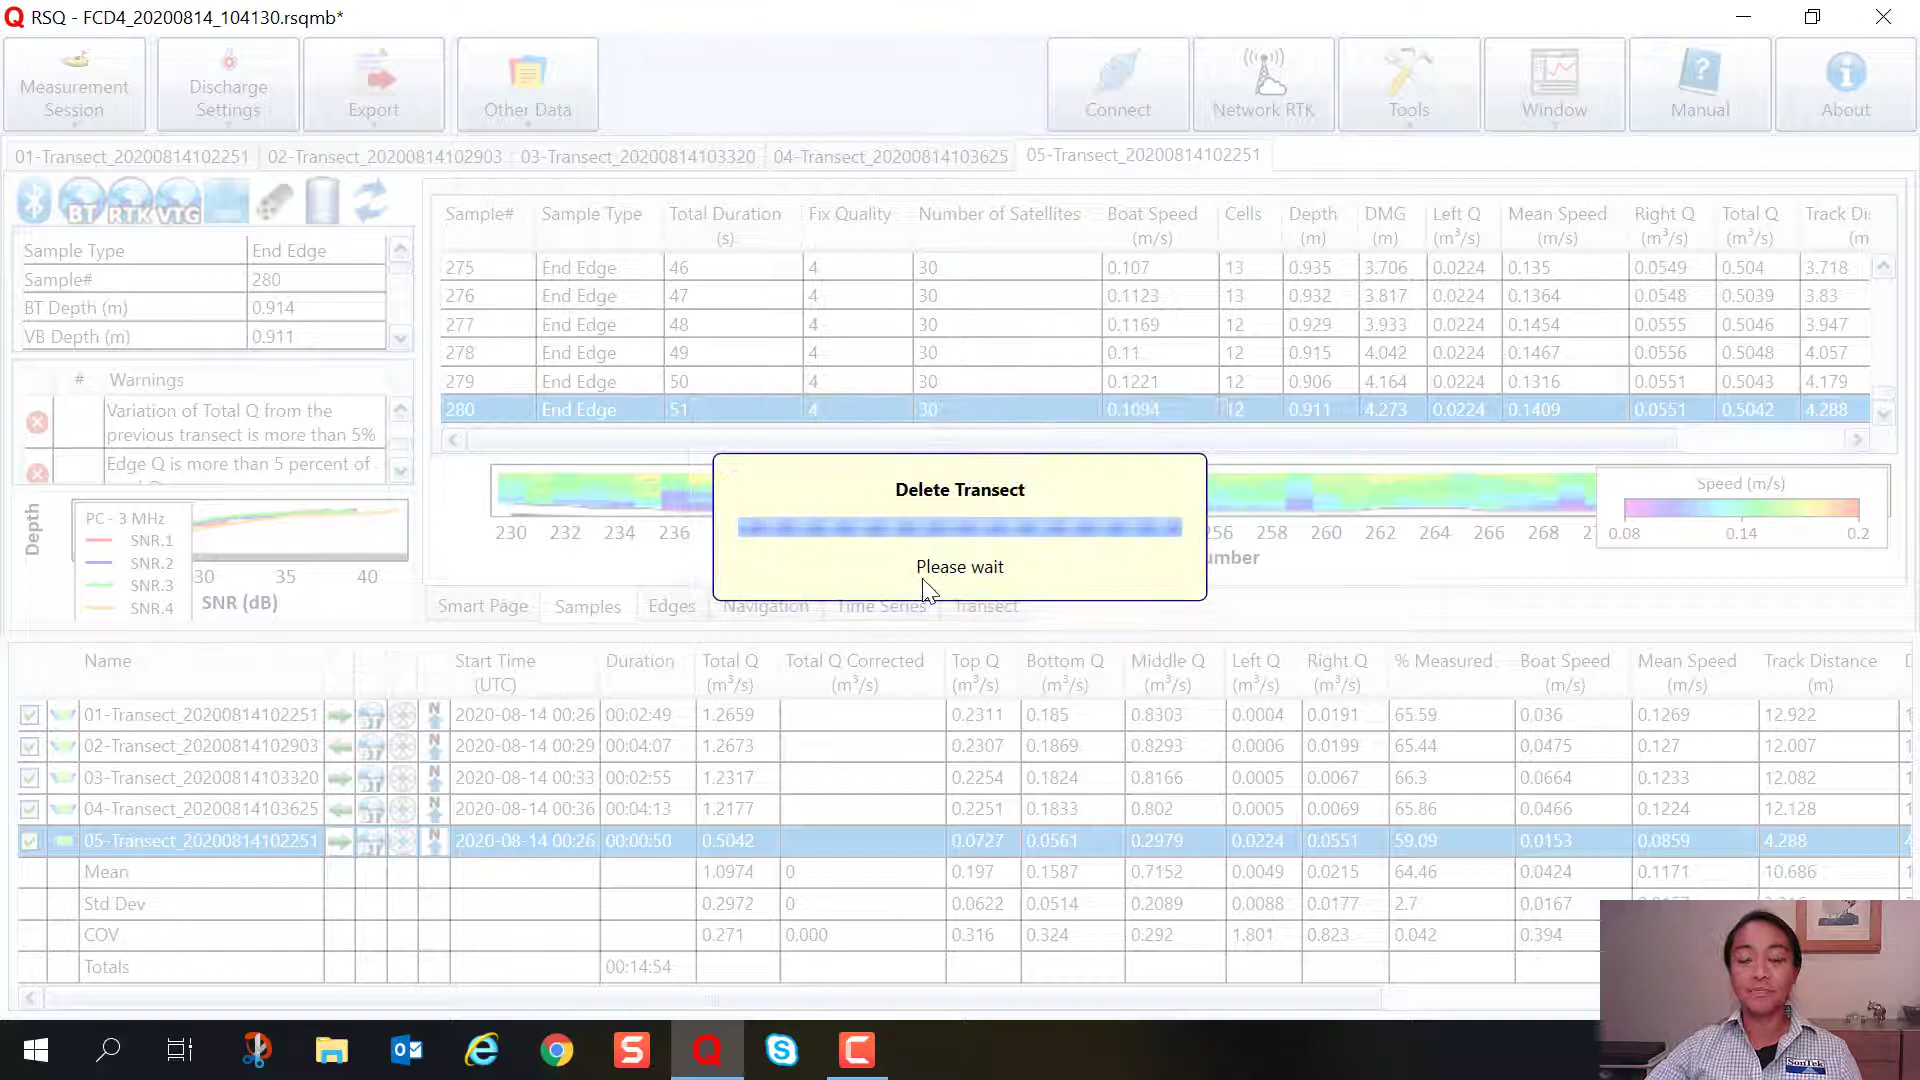 RSQ - FCD4_20200814_104130.rsqmb*
Measurement Session
Discharge Settings
Export
Other Data
Connect
Network RTK
Tools
Window
Manual
About
01-Transect_20200814102251 02-Transect_20200814102903 03-Transect_20200814103320 04-Transect_20200814103625 05-Transect_20200814102251
BT RTK VTG
Sample Type End Edge
Sample# 280
BT Depth (m) 0.914
VB Depth (m) 0.911
# Warnings
Variation of Total Q from the
previous transect is more than 5%
Edge Q is more than 5 percent of
Depth
PC - 3 MHz
SNR.1
SNR.2
SNR.3
SNR.4
30 35 40
SNR (dB)
Sample# Sample Type Total Duration (s) Fix Quality Number of Satellites Boat Speed (m/s) Cells Depth (m) DMG (m) Left Q (m³/s) Mean Speed (m/s) Right Q (m³/s) Total Q (m³/s) Track Di (m
275 End Edge 46 4 30 0.107 13 0.935 3.706 0.0224 0.135 0.0549 0.504 3.718
276 End Edge 47 4 30 0.1123 13 0.932 3.817 0.0224 0.1364 0.0548 0.5039 3.83
277 End Edge 48 4 30 0.1169 12 0.929 3.933 0.0224 0.1454 0.0555 0.5046 3.947
278 End Edge 49 4 30 0.11 12 0.915 4.042 0.0224 0.1467 0.0556 0.5048 4.057
279 End Edge 50 4 30 0.1221 12 0.906 4.164 0.0224 0.1316 0.0551 0.5043 4.179
280 End Edge 51 4 30 0.1094 12 0.911 4.273 0.0224 0.1409 0.0551 0.5042 4.288
230 232 234 236 256 258 260 262 264 266 268
umber
Speed (m/s)
0.08 0.14 0.2
Delete Transect
Please wait
Smart Page Samples Edges Navigation Time Series Transect
Name Start Time (UTC) Duration Total Q (m³/s) Total Q Corrected (m³/s) Top Q (m³/s) Bottom Q (m³/s) Middle Q (m³/s) Left Q (m³/s) Right Q (m³/s) % Measured Boat Speed (m/s) Mean Speed (m/s) Track Distance (m)
01-Transect_20200814102251 N 2020-08-14 00:26 00:02:49 1.2659 0.2311 0.185 0.8303 0.0004 0.0191 65.59 0.036 0.1269 12.922
02-Transect_20200814102903 N 2020-08-14 00:29 00:04:07 1.2673 0.2307 0.1869 0.8293 0.0006 0.0199 65.44 0.0475 0.127 12.007
03-Transect_20200814103320 N 2020-08-14 00:33 00:02:55 1.2317 0.2254 0.1824 0.8166 0.0005 0.0067 66.3 0.0664 0.1233 12.082
04-Transect_20200814103625 N 2020-08-14 00:36 00:04:13 1.2177 0.2251 0.1833 0.802 0.0005 0.0069 65.86 0.0466 0.1224 12.128
05-Transect_20200814102251 N 2020-08-14 00:26 00:00:50 0.5042 0.0727 0.0561 0.2979 0.0224 0.0551 59.09 0.0153 0.0859 4.288
Mean 1.0974 0 0.197 0.1587 0.7152 0.0049 0.0215 64.46 0.0424 0.1171 10.686
Std Dev 0.2972 0 0.0622 0.0514 0.2089 0.0088 0.0177 2.7 0.0167
COV 0.271 0.000 0.316 0.324 0.292 1.801 0.823 0.042 0.394
Totals 00:14:54
SonTek